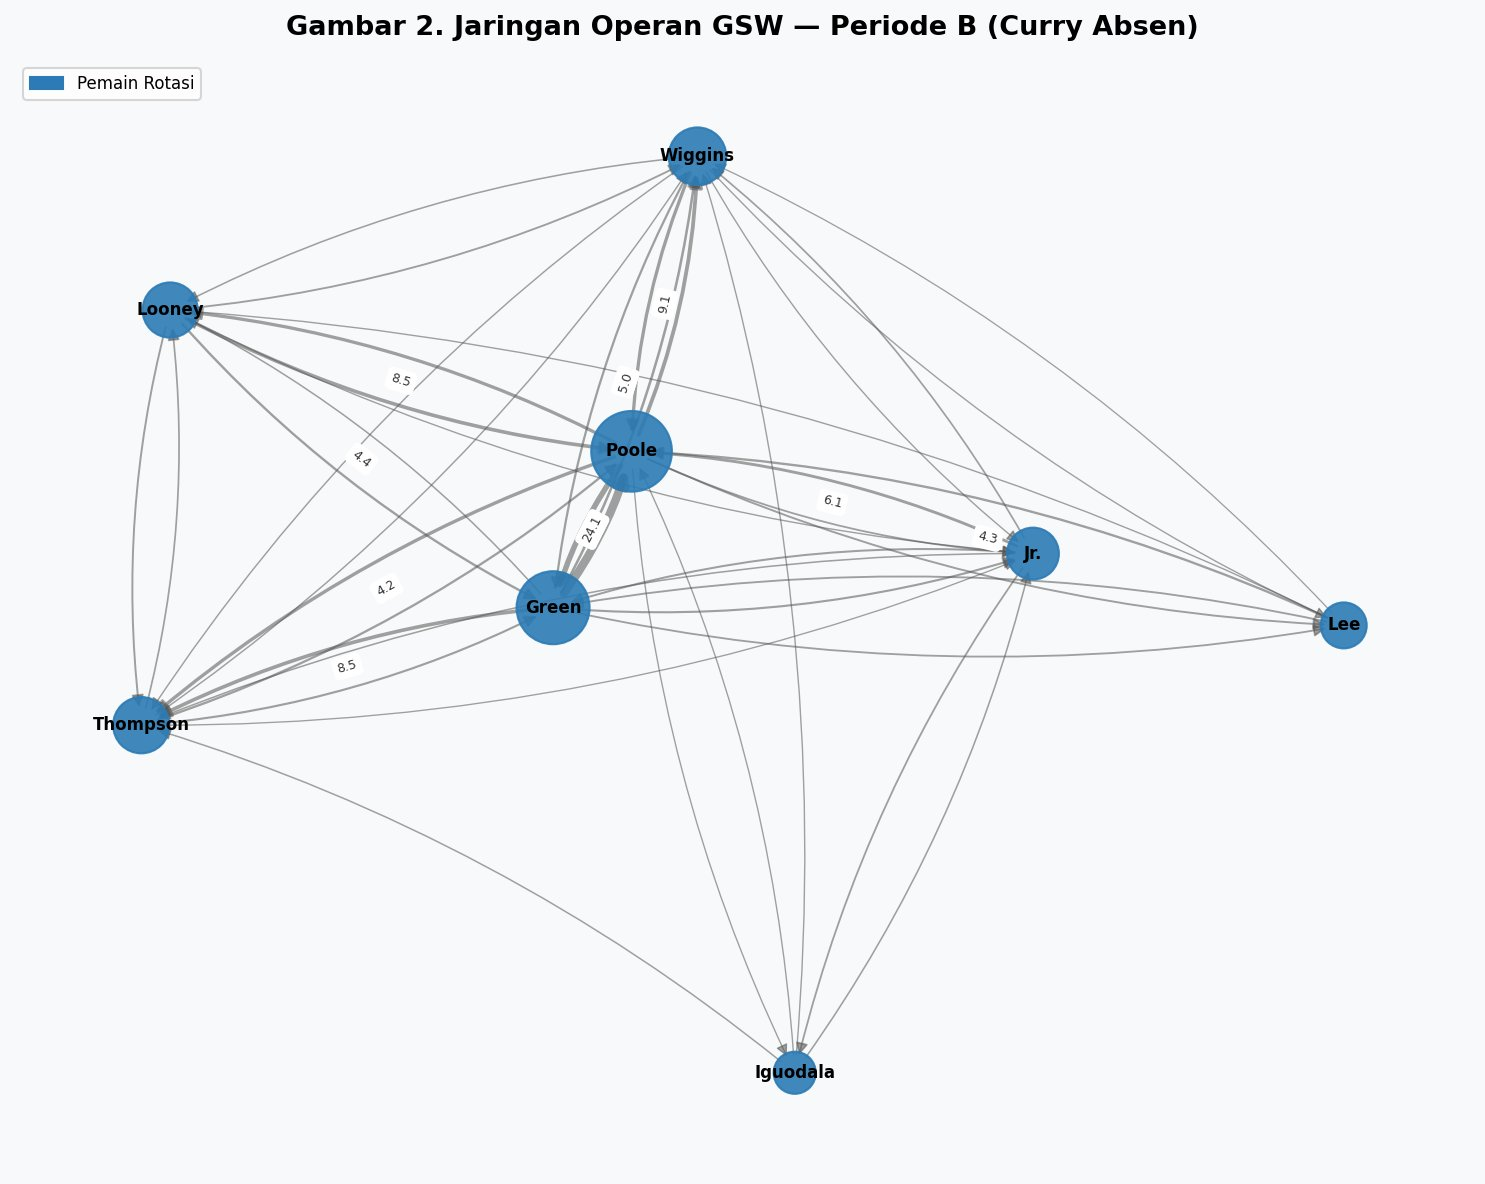 Gambar 2. Jaringan Operan GSW — Periode B (Curry Absen)
Pemain Rotasi
Wiggins
Looney
9.1
8.5
5.0
Poole
4.4
6.1
24.1
4.3
Jr.
4.2
Green
Lee
8.5
Thompson
Iguodala